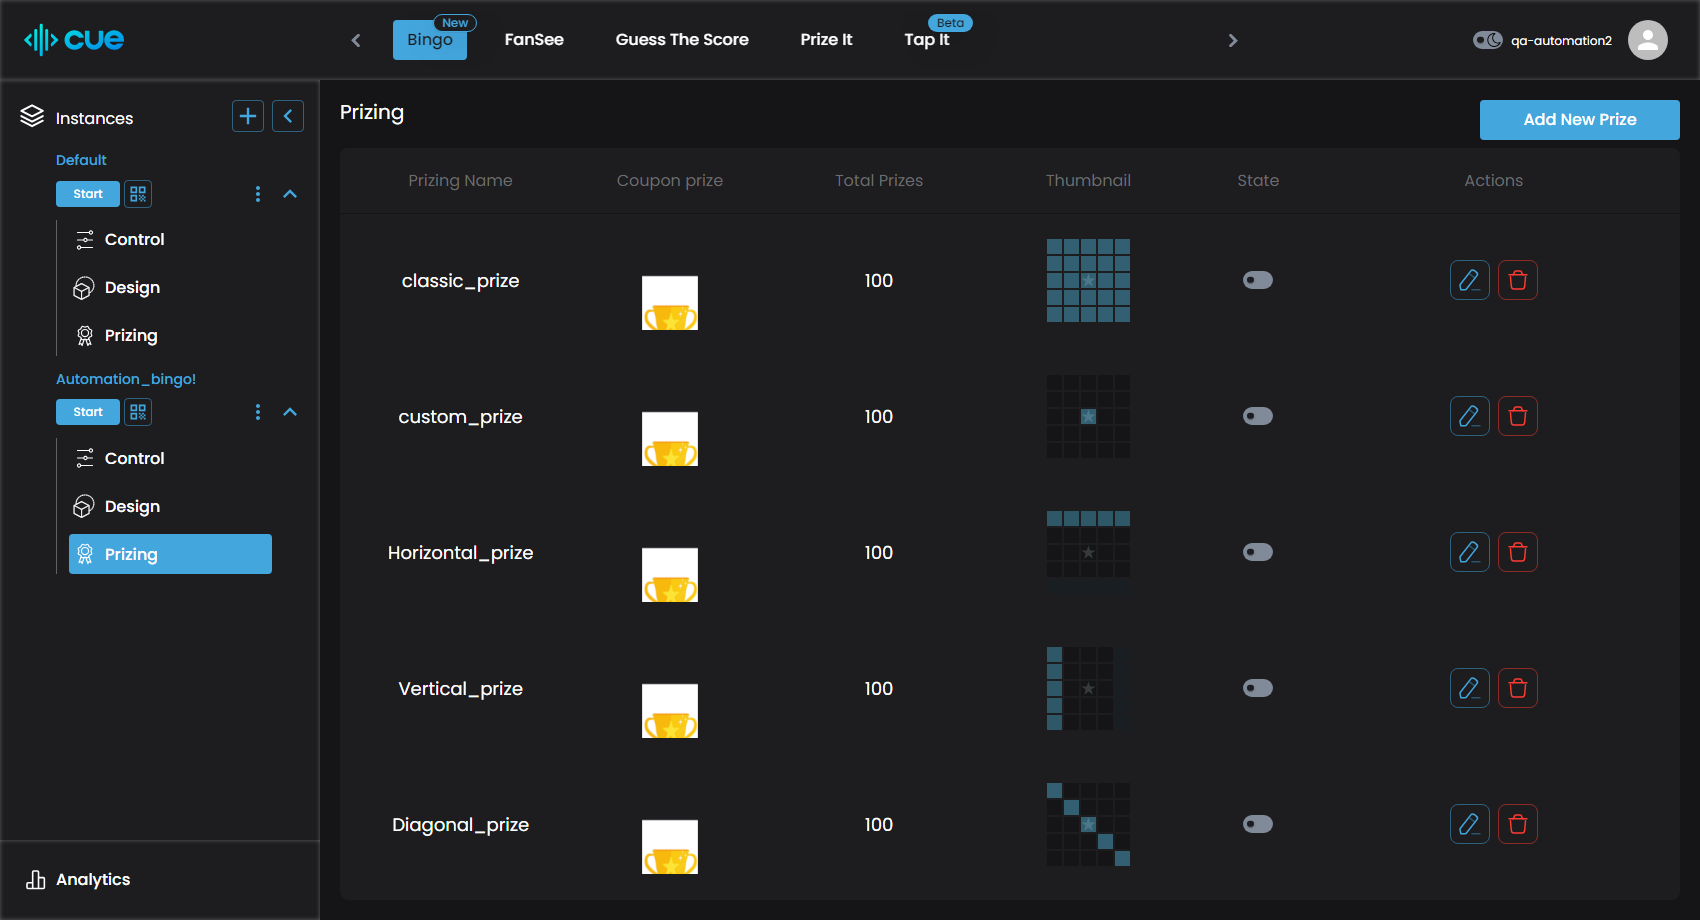 cue
Bingo
New
FanSee
Guess The Score
Prize It
Tap It
Beta
qa-automation2
Instances
Default
Start
Control
Design
Prizing
Automation_bingo!
Start
Control
Design
Prizing
Analytics
Prizing
Add New Prize
Prizing Name Coupon prize Total Prizes Thumbnail State Actions
classic_prize 100
custom_prize 100
Horizontal_prize 100
Vertical_prize 100
Diagonal_prize 100